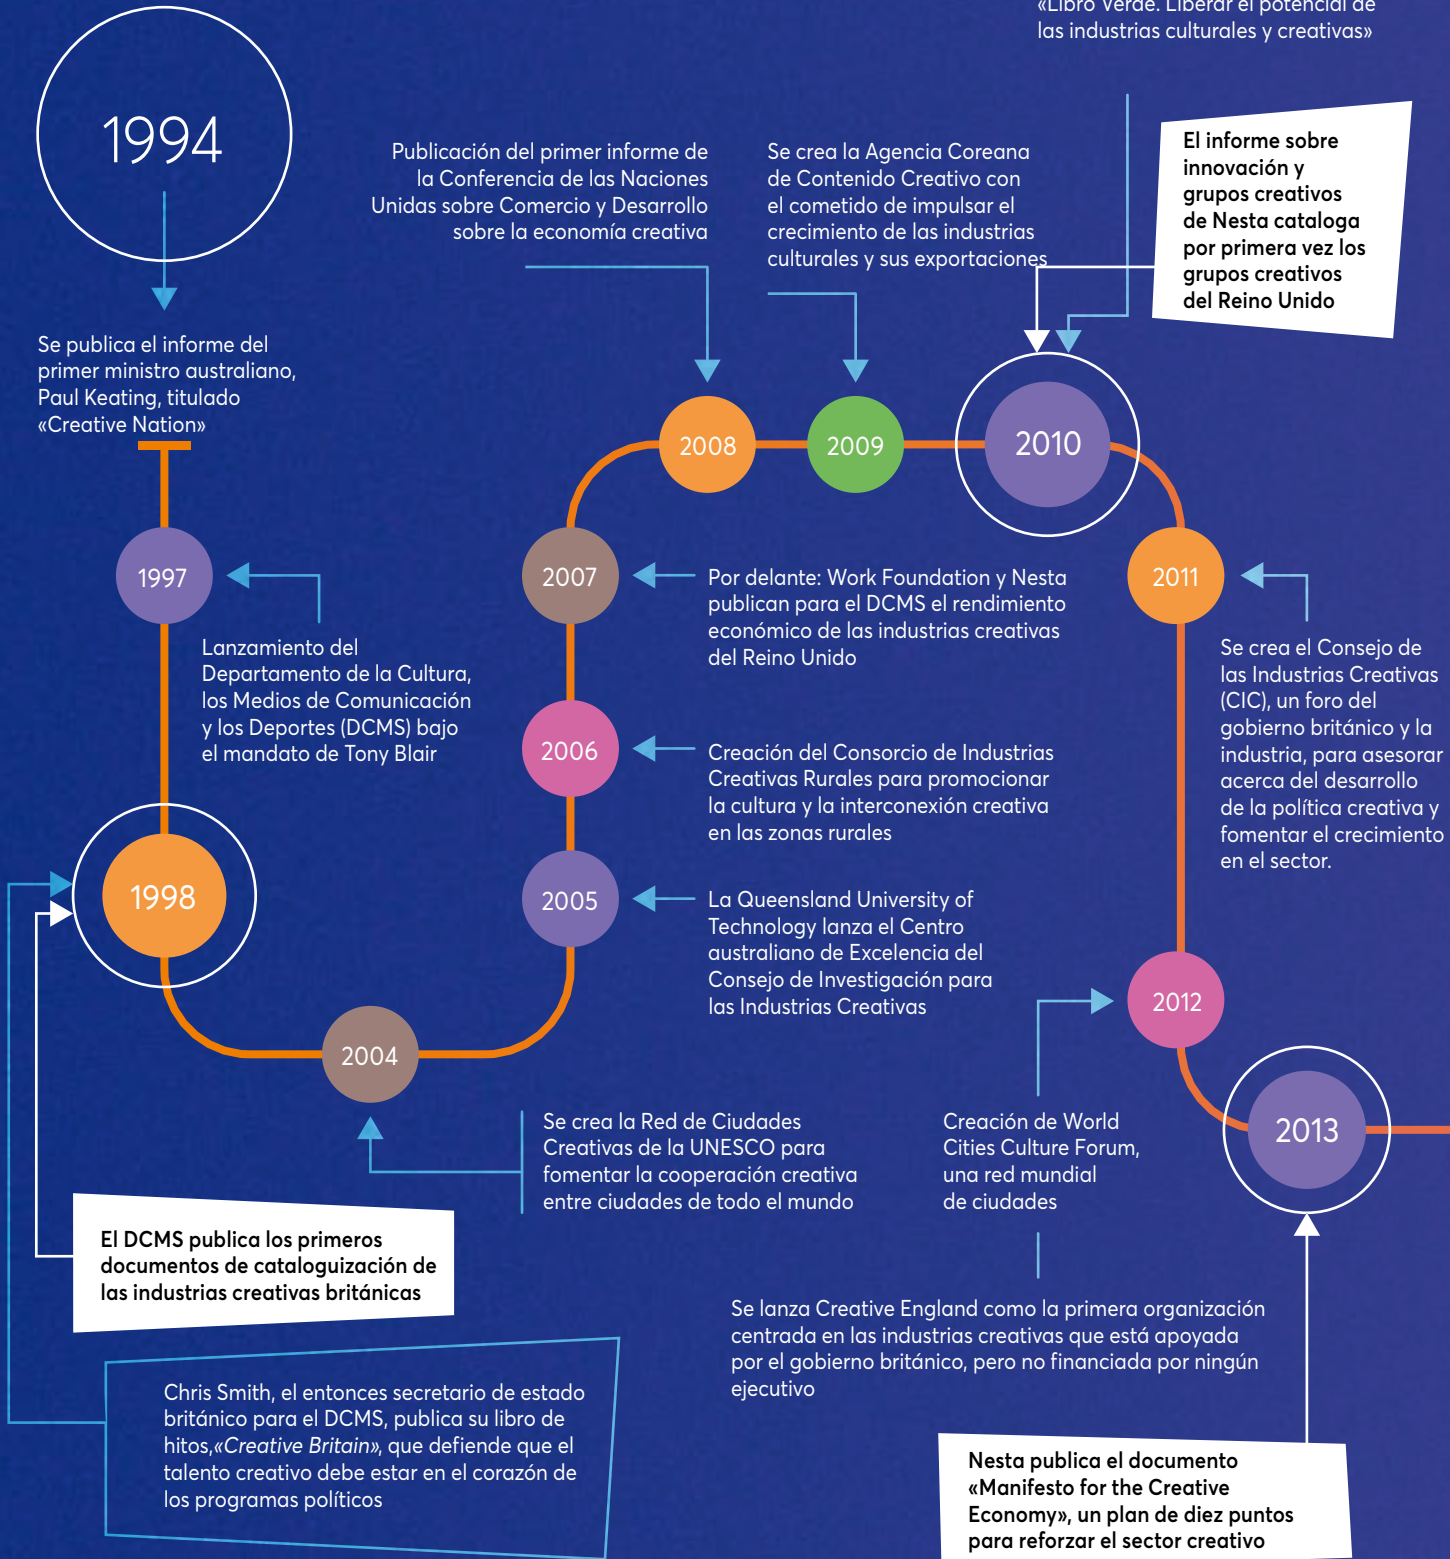 1994
Se publica el informe del
primer ministro australiano,
Paul Keating, titulado
«Creative Nation»
1997
Lanzamiento del
Departamento de la Cultura,
los Medios de Comunicación
y los Deportes (DCMS) bajo
el mandato de Tony Blair
1998
El DCMS publica los primeros
documentos de cataloguización de
las industrias creativas británicas
Chris Smith, el entonces secretario de estado
británico para el DCMS, publica su libro de
hitos,«Creative Britain», que defiende que el
talento creativo debe estar en el corazón de
los programas políticos
2004
Se crea la Red de Ciudades
Creativas de la UNESCO para
fomentar la cooperación creativa
entre ciudades de todo el mundo
2005
La Queensland University of
Technology lanza el Centro
australiano de Excelencia del
Consejo de Investigación para
las Industrias Creativas
2006
Creación del Consorcio de Industrias
Creativas Rurales para promocionar
la cultura y la interconexión creativa
en las zonas rurales
2007
Por delante: Work Foundation y Nesta
publican para el DCMS el rendimiento
económico de las industrias creativas
del Reino Unido
Publicación del primer informe de
la Conferencia de las Naciones
Unidas sobre Comercio y Desarrollo
sobre la economía creativa
2008
Se crea la Agencia Coreana
de Contenido Creativo con
el cometido de impulsar el
crecimiento de las industrias
culturales y sus exportaciones
2009
«Libro Verde. Liberar el potencial de
las industrias culturales y creativas»
El informe sobre
innovación y
grupos creativos
de Nesta cataloga
por primera vez los
grupos creativos
del Reino Unido
2010
2011
Se crea el Consejo de
las Industrias Creativas
(CIC), un foro del
gobierno británico y la
industria, para asesorar
acerca del desarrollo
de la política creativa y
fomentar el crecimiento
en el sector.
2012
Creación de World
Cities Culture Forum,
una red mundial
de ciudades
Se lanza Creative England como la primera organización
centrada en las industrias creativas que está apoyada
por el gobierno británico, pero no financiada por ningún
ejecutivo
2013
Nesta publica el documento
«Manifesto for the Creative
Economy», un plan de diez puntos
para reforzar el sector creativo